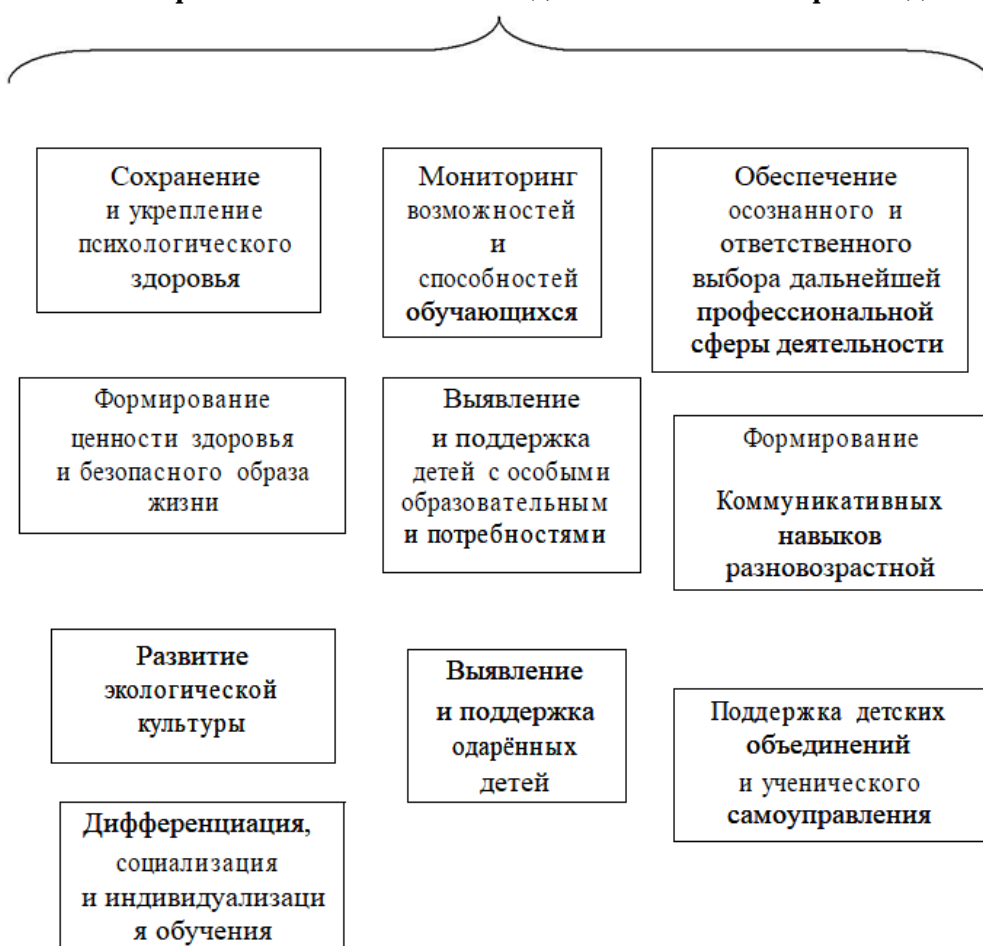 Сохранение
и укрепление
психологического
здоровья
Мониторинг
возможностей
и
способностей
обучающихся
Обеспечение
осознанного и
ответственного
выбора дальнейшей
профессиональной
сферы деятельности
Формирование
ценности здоровья
и безопасного образа
жизни
Выявление
и поддержка
детей с особыми
образовательным
и потребностями
Формирование
Коммуникативных
навыков
разновозрастной
Развитие
экологической
культуры
Выявление
и поддержка
одарённых
детей
Поддержка детских
объединений
и ученического
самоуправления
Дифференциация,
социализация
и индивидуализаци
я обучения